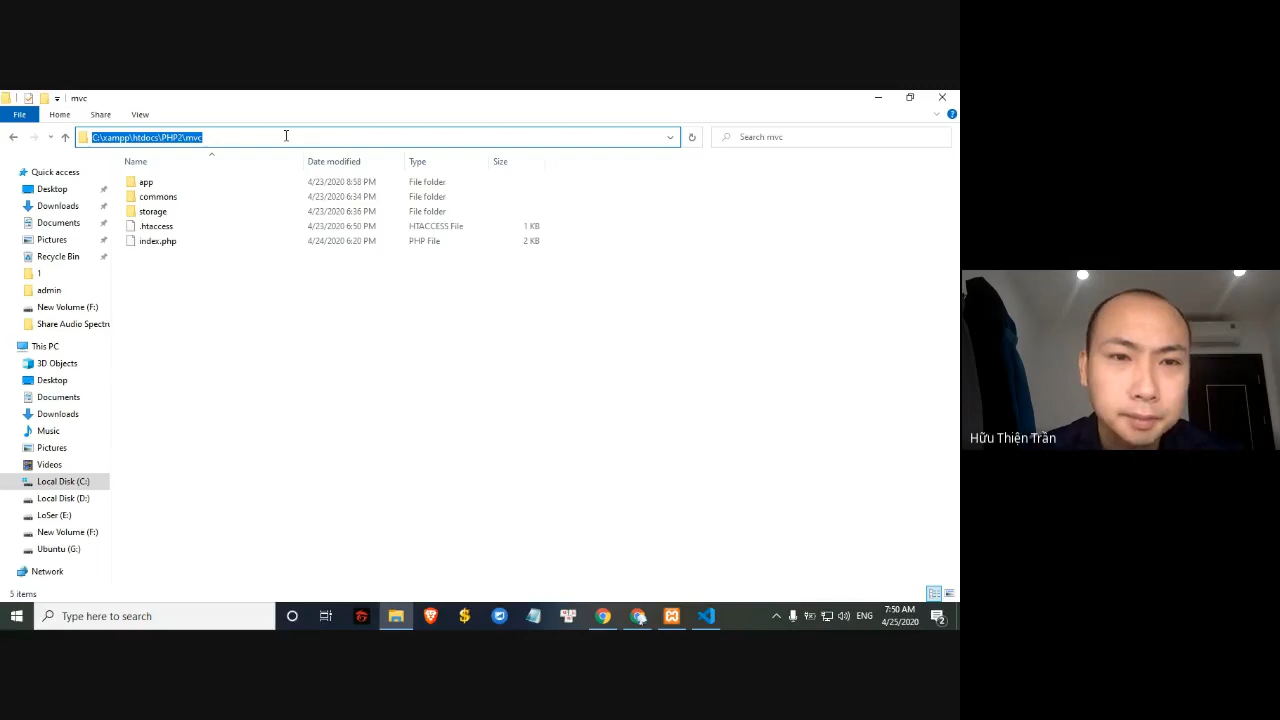 mvc
File
Home
Share
View
C:\xampp\htdocs\PHP2\mvc
Search mvc
Name
Date modified
Type
Size
Quick access
Desktop
Downloads
Documents
Pictures
Recycle Bin
1
admin
New Volume (F:)
Share Audio Spectru
This PC
3D Objects
Desktop
Documents
Downloads
Music
Pictures
Videos
Local Disk (C:)
Local Disk (D:)
LoSer (E:)
New Volume (F:)
Ubuntu (G:)
Network
app 4/23/2020 8:58 PM File folder
commons 4/23/2020 6:34 PM File folder
storage 4/23/2020 6:36 PM File folder
.htaccess 4/23/2020 6:50 PM HTACCESS File 1 KB
index.php 4/24/2020 6:20 PM PHP File 2 KB
5 items
Type here to search
ENG
7:50 AM
4/25/2020
2
Hữu Thiện Trần